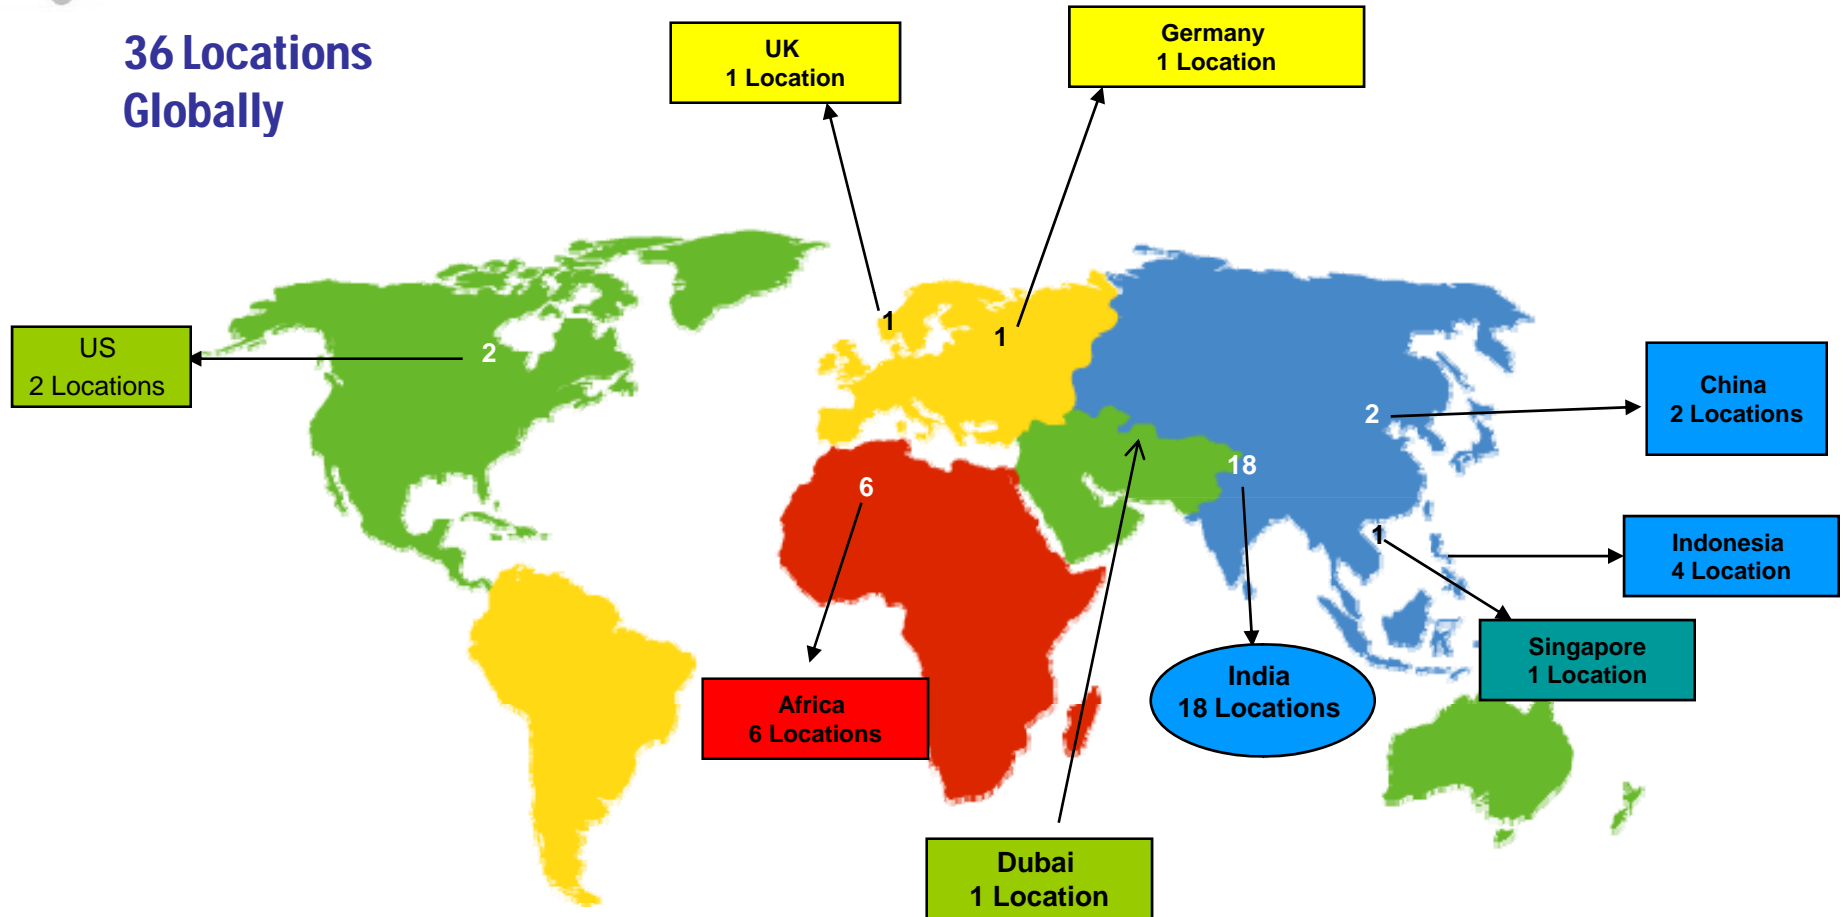 36 Locations
Globally
UK
1 Location
Germany
1 Location
1
1
US
2 Locations
2
China
2 Locations
2
18
6
1
Indonesia
4 Location
Singapore
1 Location
India
18 Locations
Africa
6 Locations
Dubai
1 Location